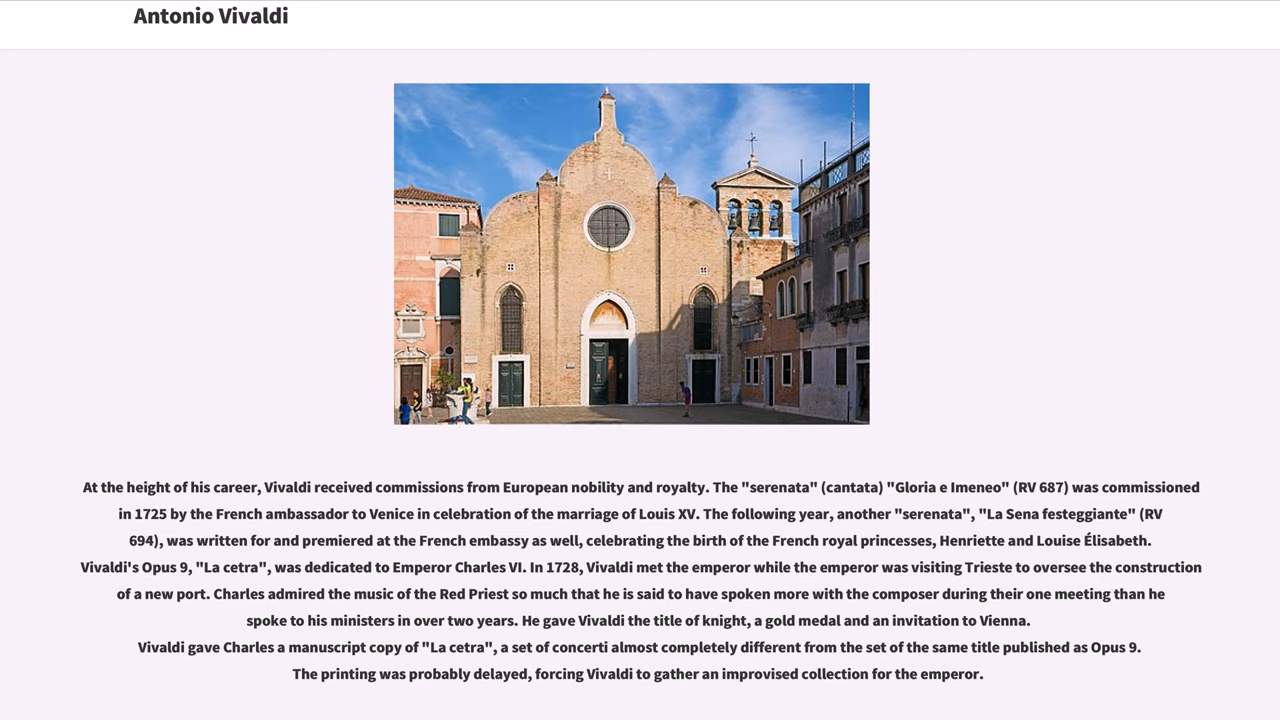 Antonio Vivaldi
At the height of his career, Vivaldi received commissions from European nobility and royalty. The "serenata" (cantata) "Gloria e Imeneo" (RV 687) was commissioned
in 1725 by the French ambassador to Venice in celebration of the marriage of Louis XV. The following year, another "serenata", "La Sena festeggiante" (RV
694), was written for and premiered at the French embassy as well, celebrating the birth of the French royal princesses, Henriette and Louise Élisabeth.
Vivaldi's Opus 9, "La cetra", was dedicated to Emperor Charles VI. In 1728, Vivaldi met the emperor while the emperor was visiting Trieste to oversee the construction
of a new port. Charles admired the music of the Red Priest so much that he is said to have spoken more with the composer during their one meeting than he
spoke to his ministers in over two years. He gave Vivaldi the title of knight, a gold medal and an invitation to Vienna.
Vivaldi gave Charles a manuscript copy of "La cetra", a set of concerti almost completely different from the set of the same title published as Opus 9.
The printing was probably delayed, forcing Vivaldi to gather an improvised collection for the emperor.